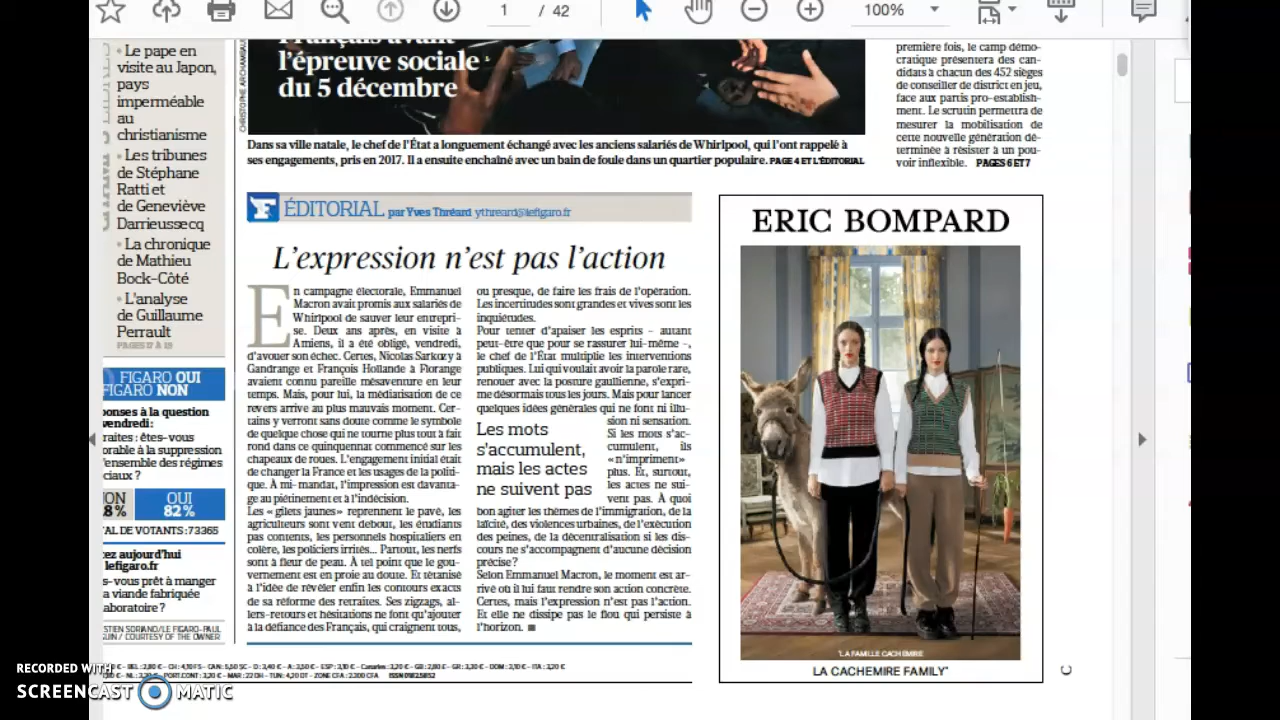 1 / 42
100%
• Le pape en
visite au Japon,
pays
imperméable
au
christianisme
• Les tribunes
de Stéphane
Ratti et
de Geneviève
Darrieussecq
• La chronique
de Mathieu
Bock-Côté
• L'analyse
de Guillaume
Perrault
PAGES 17 À 19
FIGARO OUI
FIGARO NON
ponses à la question
vendredi :
raites : êtes-vous
orable à la suppression
'ensemble des régimes
ciaux ?
ON
OUI
8 %
82 %
AL DE VOTANTS : 73365
tez aujourd'hui
lefigaro.fr
s-vous prêt à manger
a viande fabriquée
aboratoire ?
STIEN SORIANO/LE FIGARO-PAUL
/ COURTESY OF THE OWNER
CHRISTOPHE ARCHAMBAUL
Français avant
l'épreuve sociale
du 5 décembre
Dans sa ville natale, le chef de l'État a longuement échangé avec les anciens salariés de Whirlpool, qui l'ont rappelé à
ses engagements, pris en 2017. Il a ensuite enchaîné avec un bain de foule dans un quartier populaire. PAGE 4 ET L'ÉDITORIAL
première fois, le camp démo-
cratique présentera des can-
didats à chacun des 452 sièges
de conseiller de district en jeu,
face aux partis pro-establish-
ment. Le scrutin permettra de
mesurer la mobilisation de
cette nouvelle génération dé-
terminée à résister à un pou-
voir inflexible. PAGES 6 ET 7
F ÉDITORIAL par Yves Thréard ythreard@lefigaro.fr
L'expression n'est pas l'action
En campagne électorale, Emmanuel
Macron avait promis aux salariés de
Whirlpool de sauver leur entrepri-
se. Deux ans après, en visite à
Amiens, il a été obligé, vendredi,
d'avouer son échec. Certes, Nicolas Sarkozy à
Gandrange et François Hollande à Florange
avaient connu pareille mésaventure en leur
temps. Mais, pour lui, la médiatisation de ce
revers arrive au plus mauvais moment. Cer-
tains y verront sans doute comme le symbole
de quelque chose qui ne tourne plus tout à fait
rond dans ce quinquennat commencé sur les
chapeaux de roues. L'engagement initial était
de changer la France et les usages de la politi-
que. À mi-mandat, l'impression est davanta-
ge au piétinement et à l'indécision.
Les « gilets jaunes » reprennent le pavé, les
agriculteurs sont vent debout, les étudiants
pas contents, les personnels hospitaliers en
colère, les policiers irrités... Partout, les nerfs
sont à fleur de peau. À tel point que le gou-
vernement est en proie au doute. Et tétanisé
à l'idée de révéler enfin les contours exacts
de sa réforme des retraites. Ses zigzags, al-
lers-retours et hésitations ne font qu'ajouter
à la défiance des Français, qui craignent tous,
ou presque, de faire les frais de l'opération.
Les incertitudes sont grandes et vives sont les
inquiétudes.
Pour tenter d'apaiser les esprits – autant
peut-être que pour se rassurer lui-même –,
le chef de l'État multiplie les interventions
publiques. Lui qui voulait avoir la parole rare,
renouer avec la posture gaullienne, s'expri-
me désormais tous les jours. Mais pour lancer
quelques idées générales qui ne font ni illu-
sion ni sensation.
Si les mots s'ac-
cumulent, ils
« n'impriment »
plus. Et, surtout,
les actes ne sui-
vent pas. À quoi
Les mots
s'accumulent,
mais les actes
ne suivent pas
bon agiter les thèmes de l'immigration, de la
laïcité, des violences urbaines, de l'exécution
des peines, de la décentralisation si les dis-
cours ne s'accompagnent d'aucune décision
précise ?
Selon Emmanuel Macron, le moment est ar-
rivé où il lui faut rendre son action concrète.
Certes, mais l'expression n'est pas l'action.
Et elle ne dissipe pas le flou qui persiste à
l'horizon. ■
ERIC BOMPARD
"LA FAMILLE CACHEMIRE
LA CACHEMIRE FAMILY"
RECORDED WITH
SCREENCAST MATIC